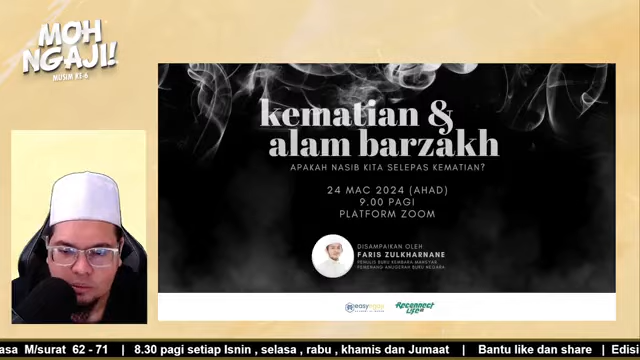 MOH
NGAJI!
MUSIM KE-6
kematian &
alam barzakh
APAKAH NASIB KITA SELEPAS KEMATIAN?
24 MAC 2024 (AHAD)
9.00 PAGI
PLATFORM ZOOM
DISAMPAIKAN OLEH
FARIS ZULKHARNANE
PENULIS BUKU KEMBARA MAHSYAR
PEMENANG ANUGERAH BUKU NEGARA
Reconnect
asa M/surat 62 - 71 | 8.30 pagi setiap Isnin , selasa , rabu , khamis dan Jumaat | Bantu like dan share | Edisi